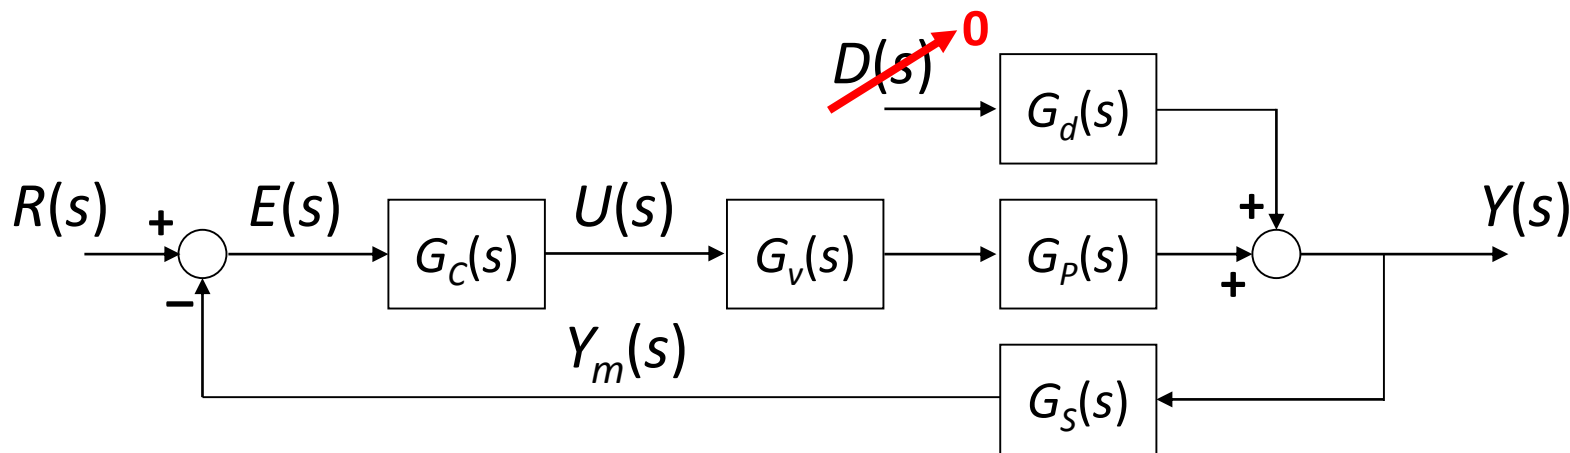 0
D(s)
G_d(s)
R(s)
+
E(s)
G_C(s)
U(s)
G_v(s)
G_P(s)
+
+
Y(s)
−
Y_m(s)
G_S(s)